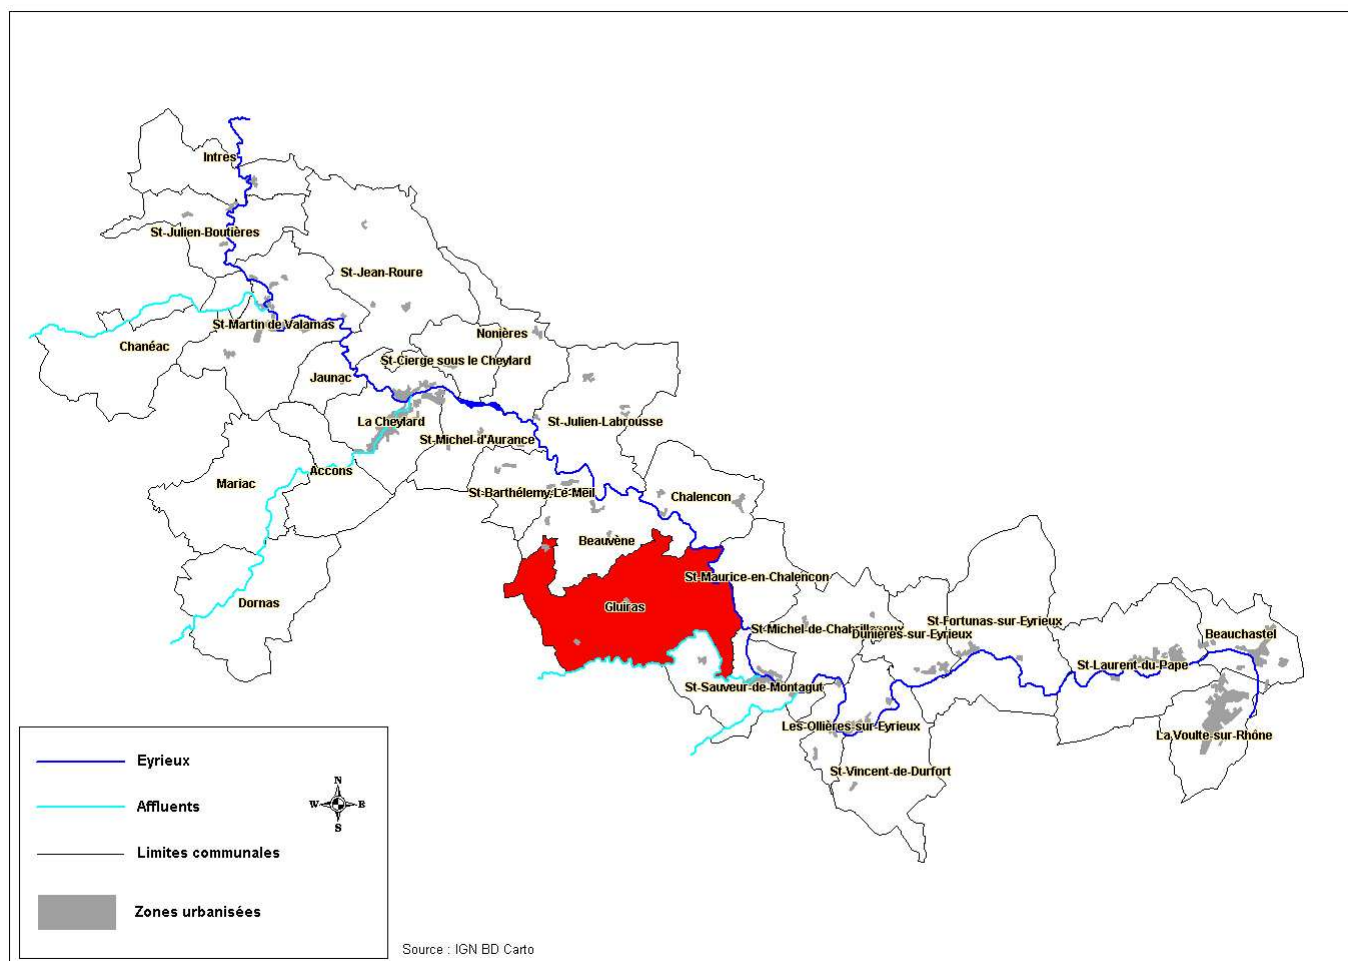 Intres
St-Julien-Boutières
St-Jean-Roure
St-Martin de Valamas
Chanéac
Nonières
St-Cierge sous le Cheylard
Jaunac
La Cheylard
St-Julien-Labrousse
St-Michel-d'Aurance
Accons
Mariac
St-Barthélemy-Le-Meil
Chalencon
Beauvène
St-Maurice-en-Chalencon
Dornas
Gluiras
St-Michel-de-Chabrilloux
Dunières-sur-Eyrieux
St-Fortunas-sur-Eyrieux
Beauchastel
St-Laurent-du-Pape
St-Sauveur-de-Montagut
Les-Ollières-sur-Eyrieux
La Voulte-sur-Rhône
St-Vincent-de-Durfort
Eyrieux
N
Affluents
W
E
S
Limites communales
Zones urbanisées
Source : IGN BD Carto